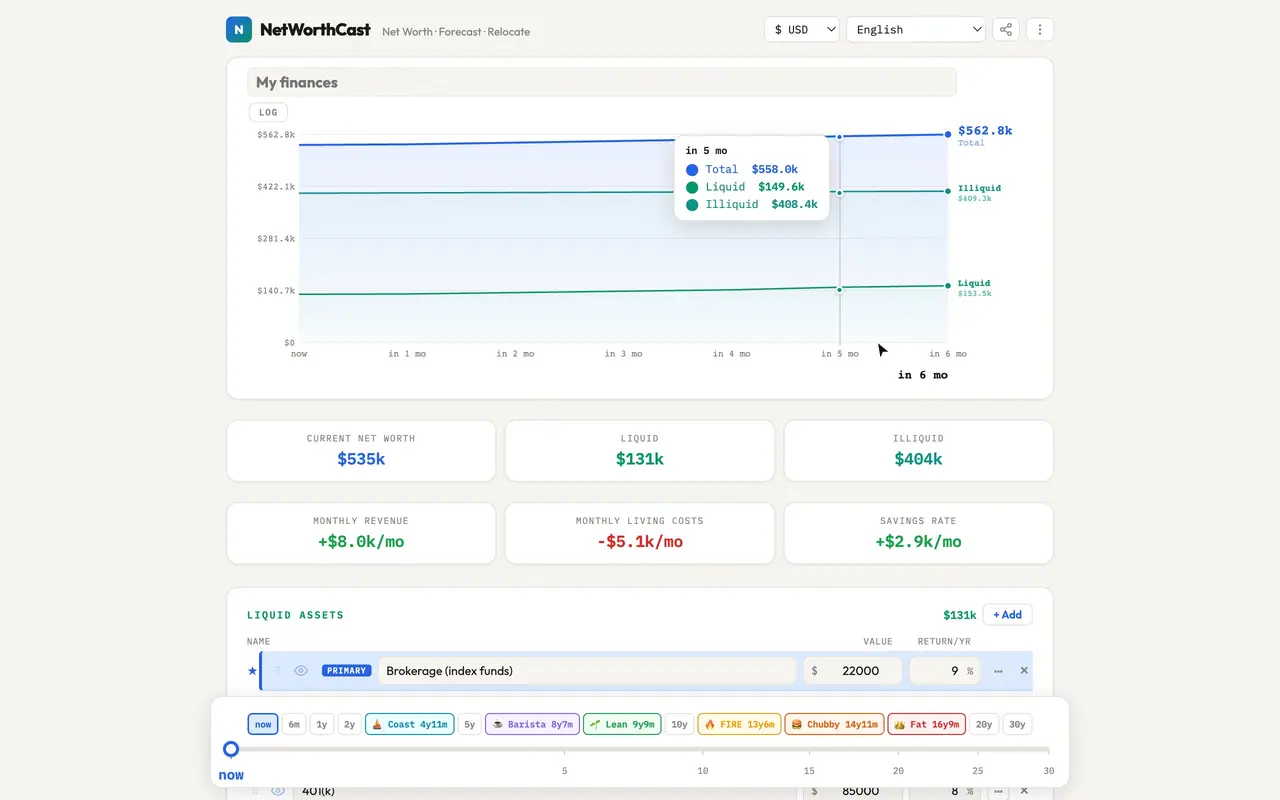 N NetWorthCast Net Worth · Forecast · Relocate $ USD English
My finances
LOG
$562.8k
$422.1k
$281.4k
$140.7k
$0
in 5 mo
Total $558.0k
Liquid $149.6k
Illiquid $408.4k
$562.8k
Total
Illiquid
$409.3k
Liquid
$153.5k
now in 1 mo in 2 mo in 3 mo in 4 mo in 5 mo in 6 mo
in 6 mo
CURRENT NET WORTH
$535k
LIQUID
$131k
ILLIQUID
$404k
MONTHLY REVENUE
+$8.0k/mo
MONTHLY LIVING COSTS
-$5.1k/mo
SAVINGS RATE
+$2.9k/mo
LIQUID ASSETS $131k + Add
NAME VALUE RETURN/YR
PRIMARY Brokerage (index funds) $ 22000 9 %
now 6m 1y 2y Coast 4y11m 5y Barista 8y7m Lean 9y9m 10y FIRE 13y6m Chubby 14y11m Fat 16y9m 20y 30y
now 5 10 15 20 25 30
401(k) $ 85000 8 %